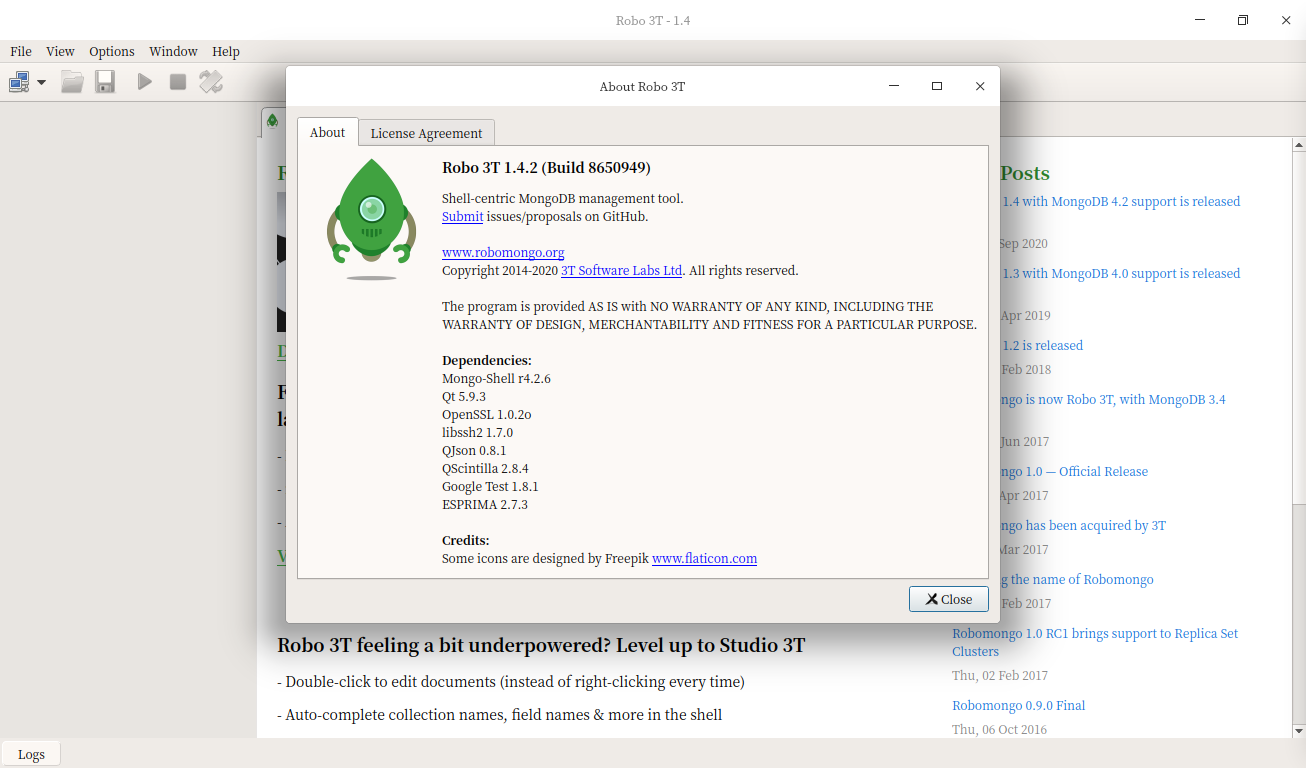 Robo 3T - 1.4
File View Options Window Help
About Robo 3T
About License Agreement
Robo 3T 1.4.2 (Build 8650949)
Shell-centric MongoDB management tool.
Submit issues/proposals on GitHub.
www.robomongo.org
Copyright 2014-2020 3T Software Labs Ltd. All rights reserved.
The program is provided AS IS with NO WARRANTY OF ANY KIND, INCLUDING THE
WARRANTY OF DESIGN, MERCHANTABILITY AND FITNESS FOR A PARTICULAR PURPOSE.
Dependencies:
Mongo-Shell r4.2.6
Qt 5.9.3
OpenSSL 1.0.2o
libssh2 1.7.0
QJson 0.8.1
QScintilla 2.8.4
Google Test 1.8.1
ESPRIMA 2.7.3
Credits:
Some icons are designed by Freepik www.flaticon.com
Close
Robo 3T feeling a bit underpowered? Level up to Studio 3T
- Double-click to edit documents (instead of right-clicking every time)
- Auto-complete collection names, field names & more in the shell
Posts
1.4 with MongoDB 4.2 support is released
Sep 2020
1.3 with MongoDB 4.0 support is released
Apr 2019
1.2 is released
Feb 2018
is now Robo 3T, with MongoDB 3.4
Jun 2017
1.0 — Official Release
Apr 2017
has been acquired by 3T
Mar 2017
the name of Robomongo
Feb 2017
Robomongo 1.0 RC1 brings support to Replica Set
Clusters
Thu, 02 Feb 2017
Robomongo 0.9.0 Final
Thu, 06 Oct 2016
Logs